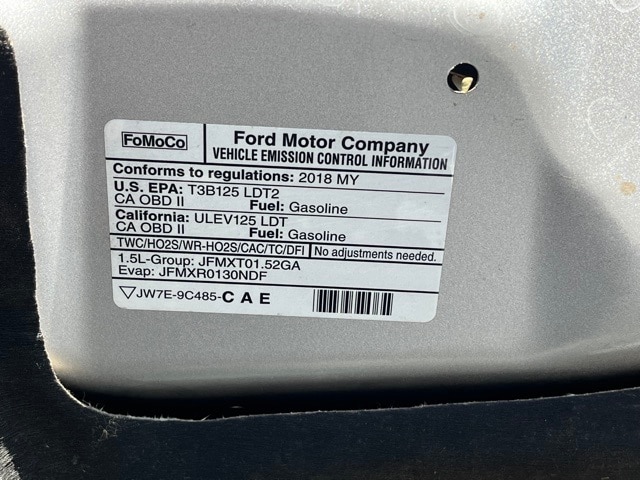 FoMoCo
Ford Motor Company
VEHICLE EMISSION CONTROL INFORMATION
Conforms to regulations: 2018 MY
U.S. EPA: T3B125 LDT2
CA OBD II Fuel: Gasoline
California: ULEV125 LDT
CA OBD II Fuel: Gasoline
TWC/HO2S/WR-HO2S/CAC/TC/DFI No adjustments needed.
1.5L-Group: JFMXT01.52GA
Evap: JFMXR0130NDF
JW7E-9C485-C A E